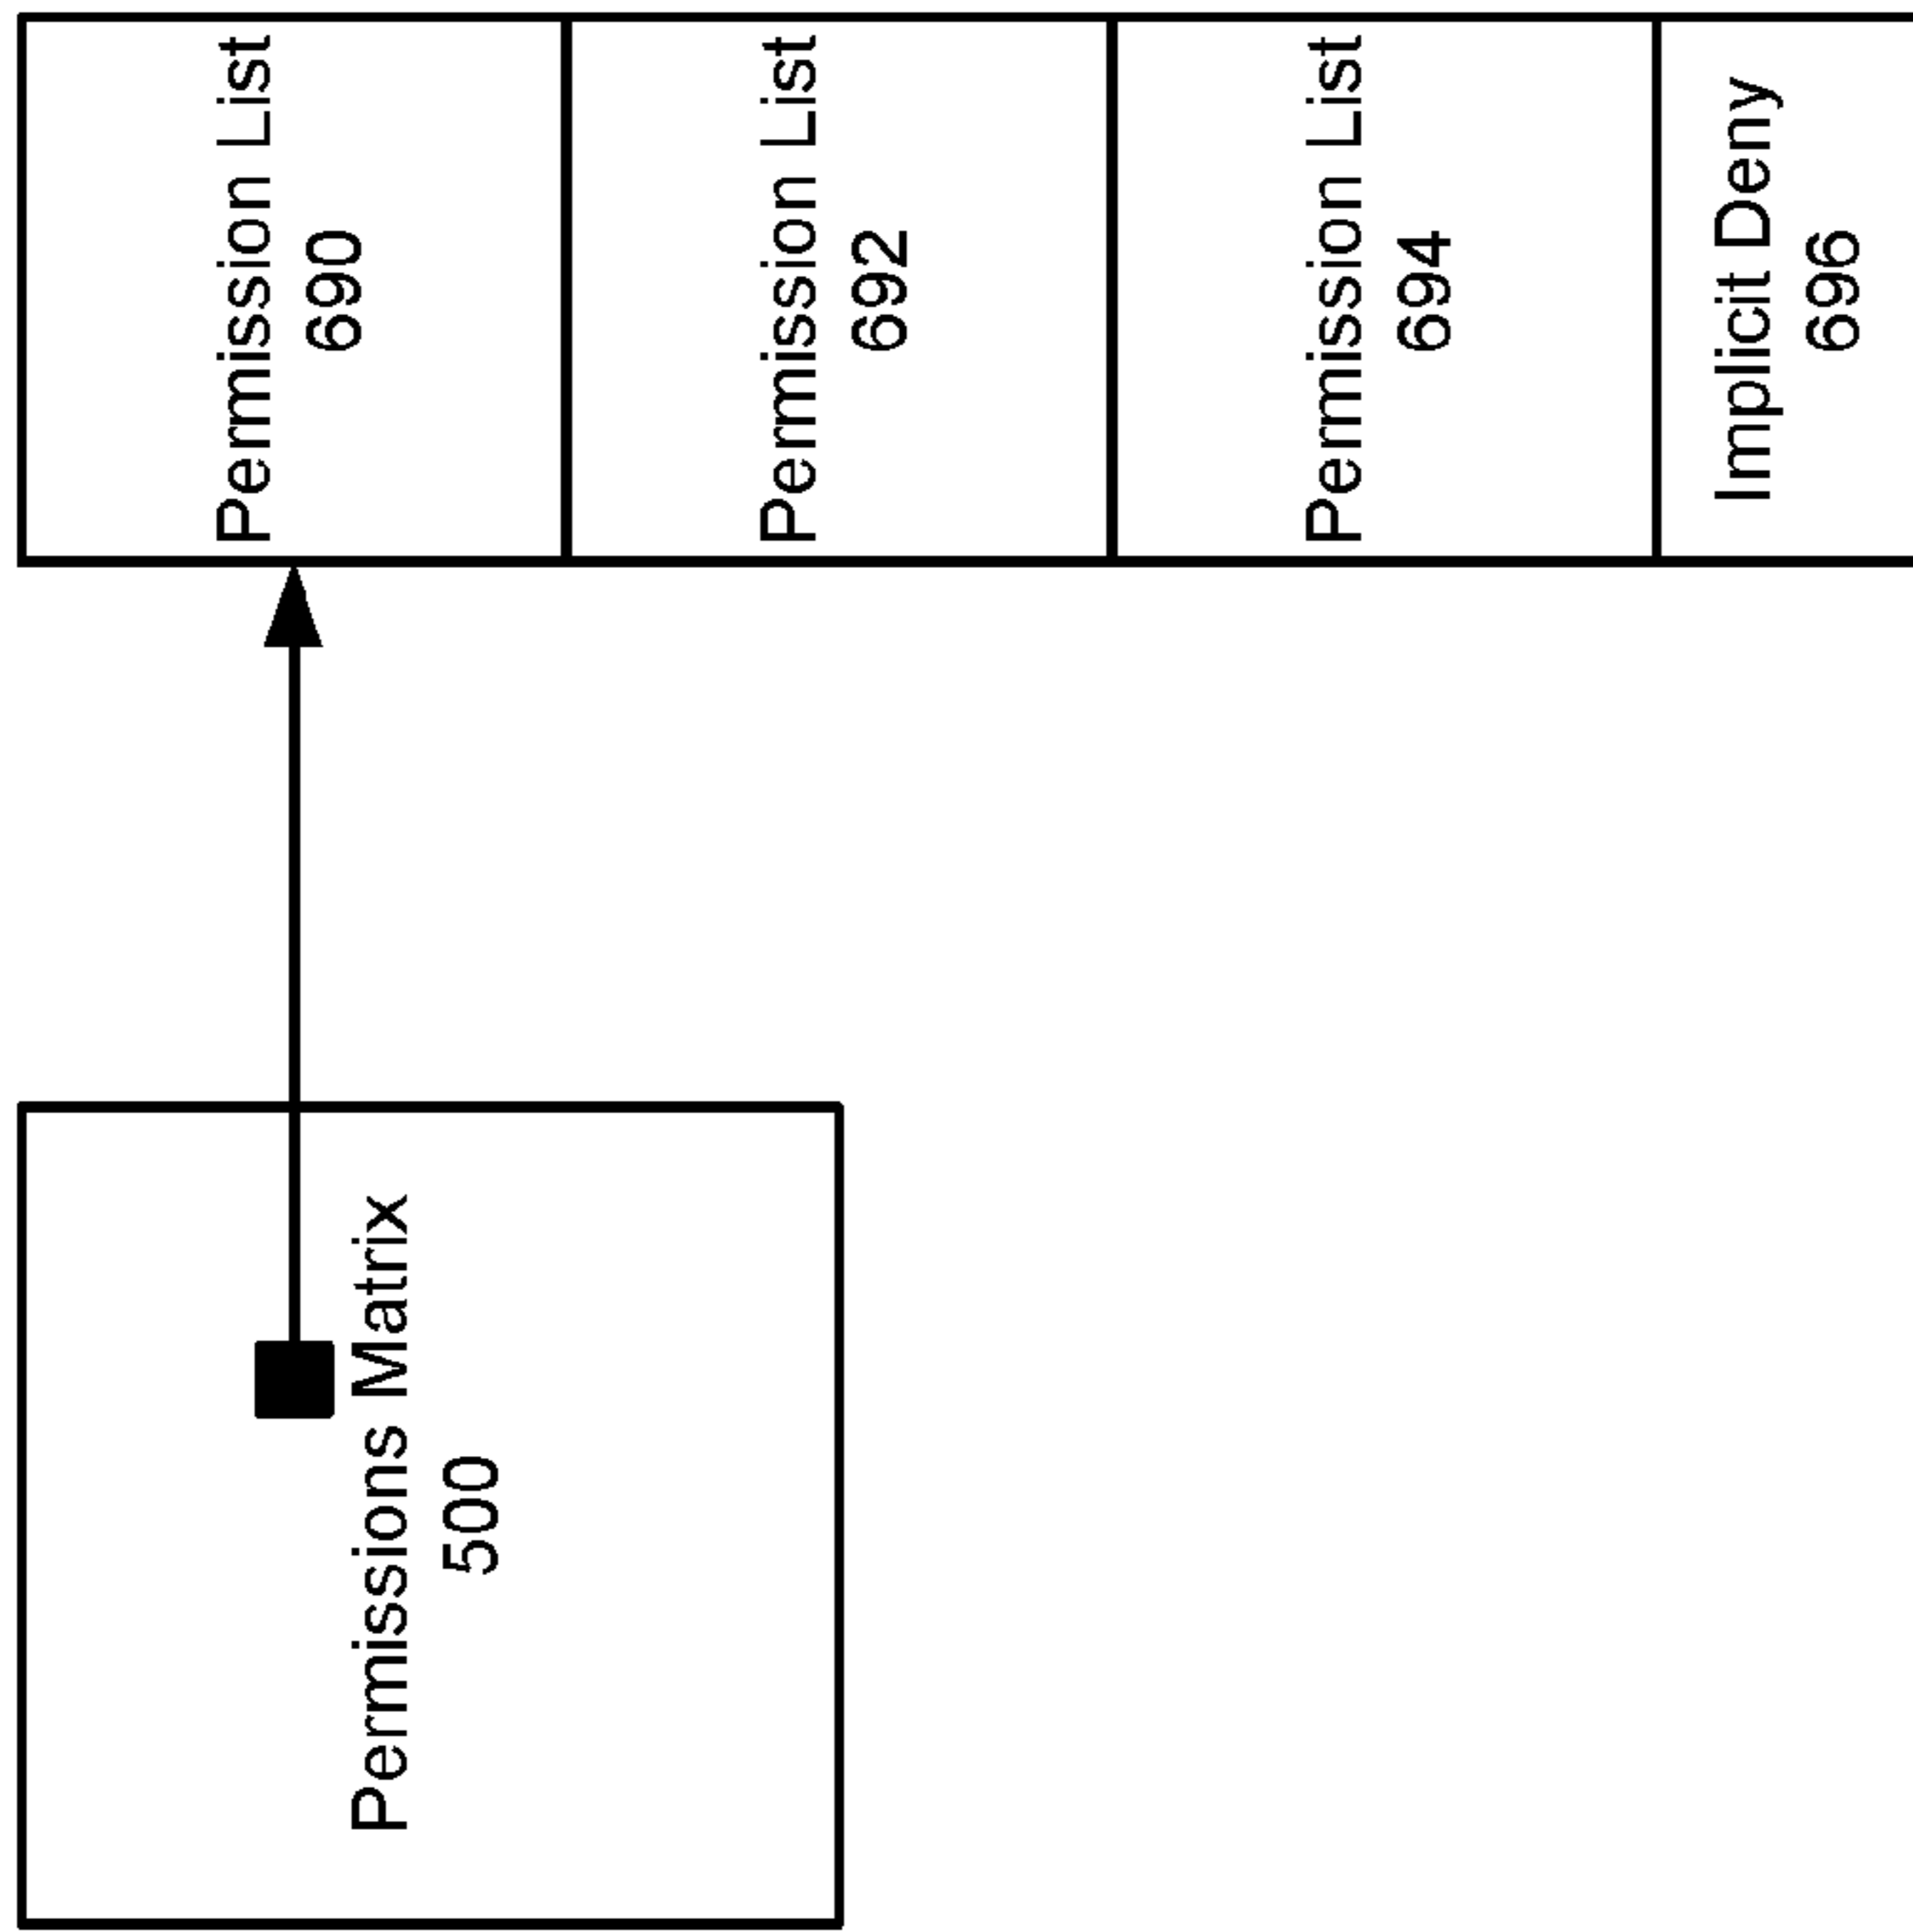 Permissions Matrix
500
Permission List
690
Permission List
692
Permission List
694
Implicit Deny
696